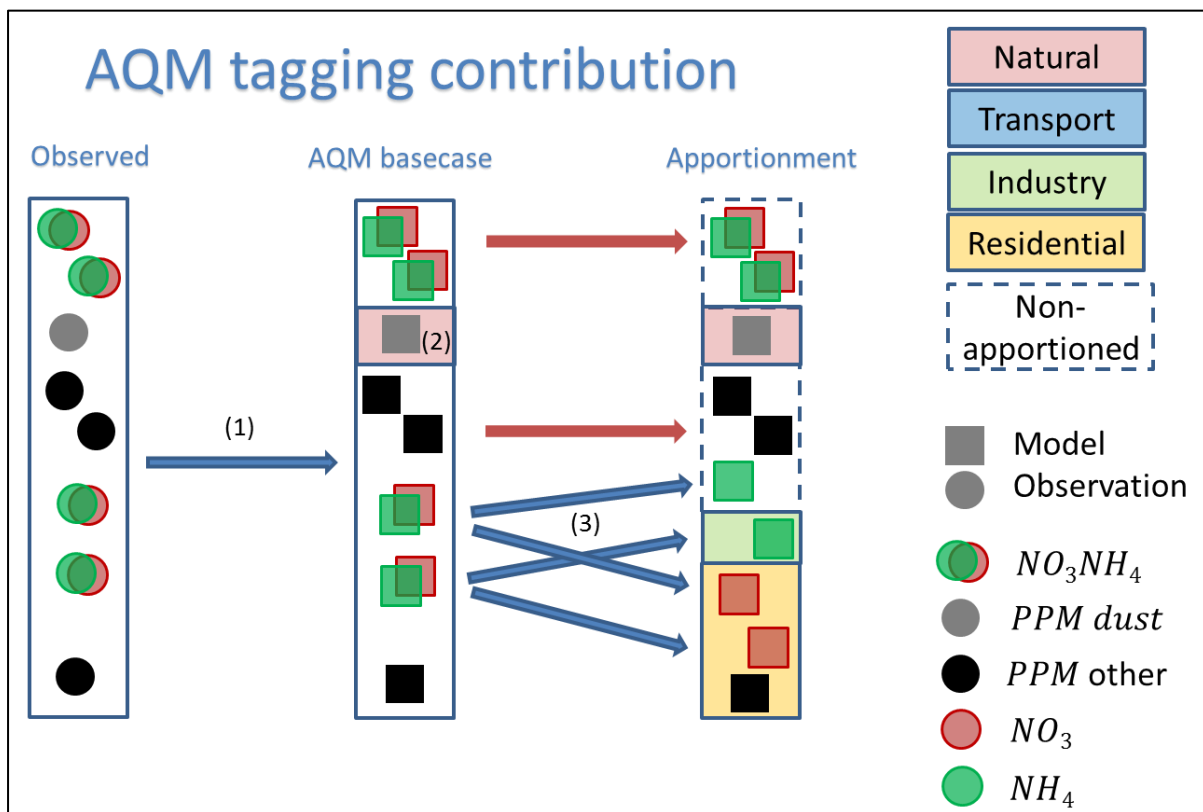 AQM tagging contribution
Observed
AQM basecase
Apportionment
(1)
(2)
(3)
Natural
Transport
Industry
Residential
Non-
apportioned
Model
Observation
NO₃NH₄
PPM dust
PPM other
NO₃
NH₄